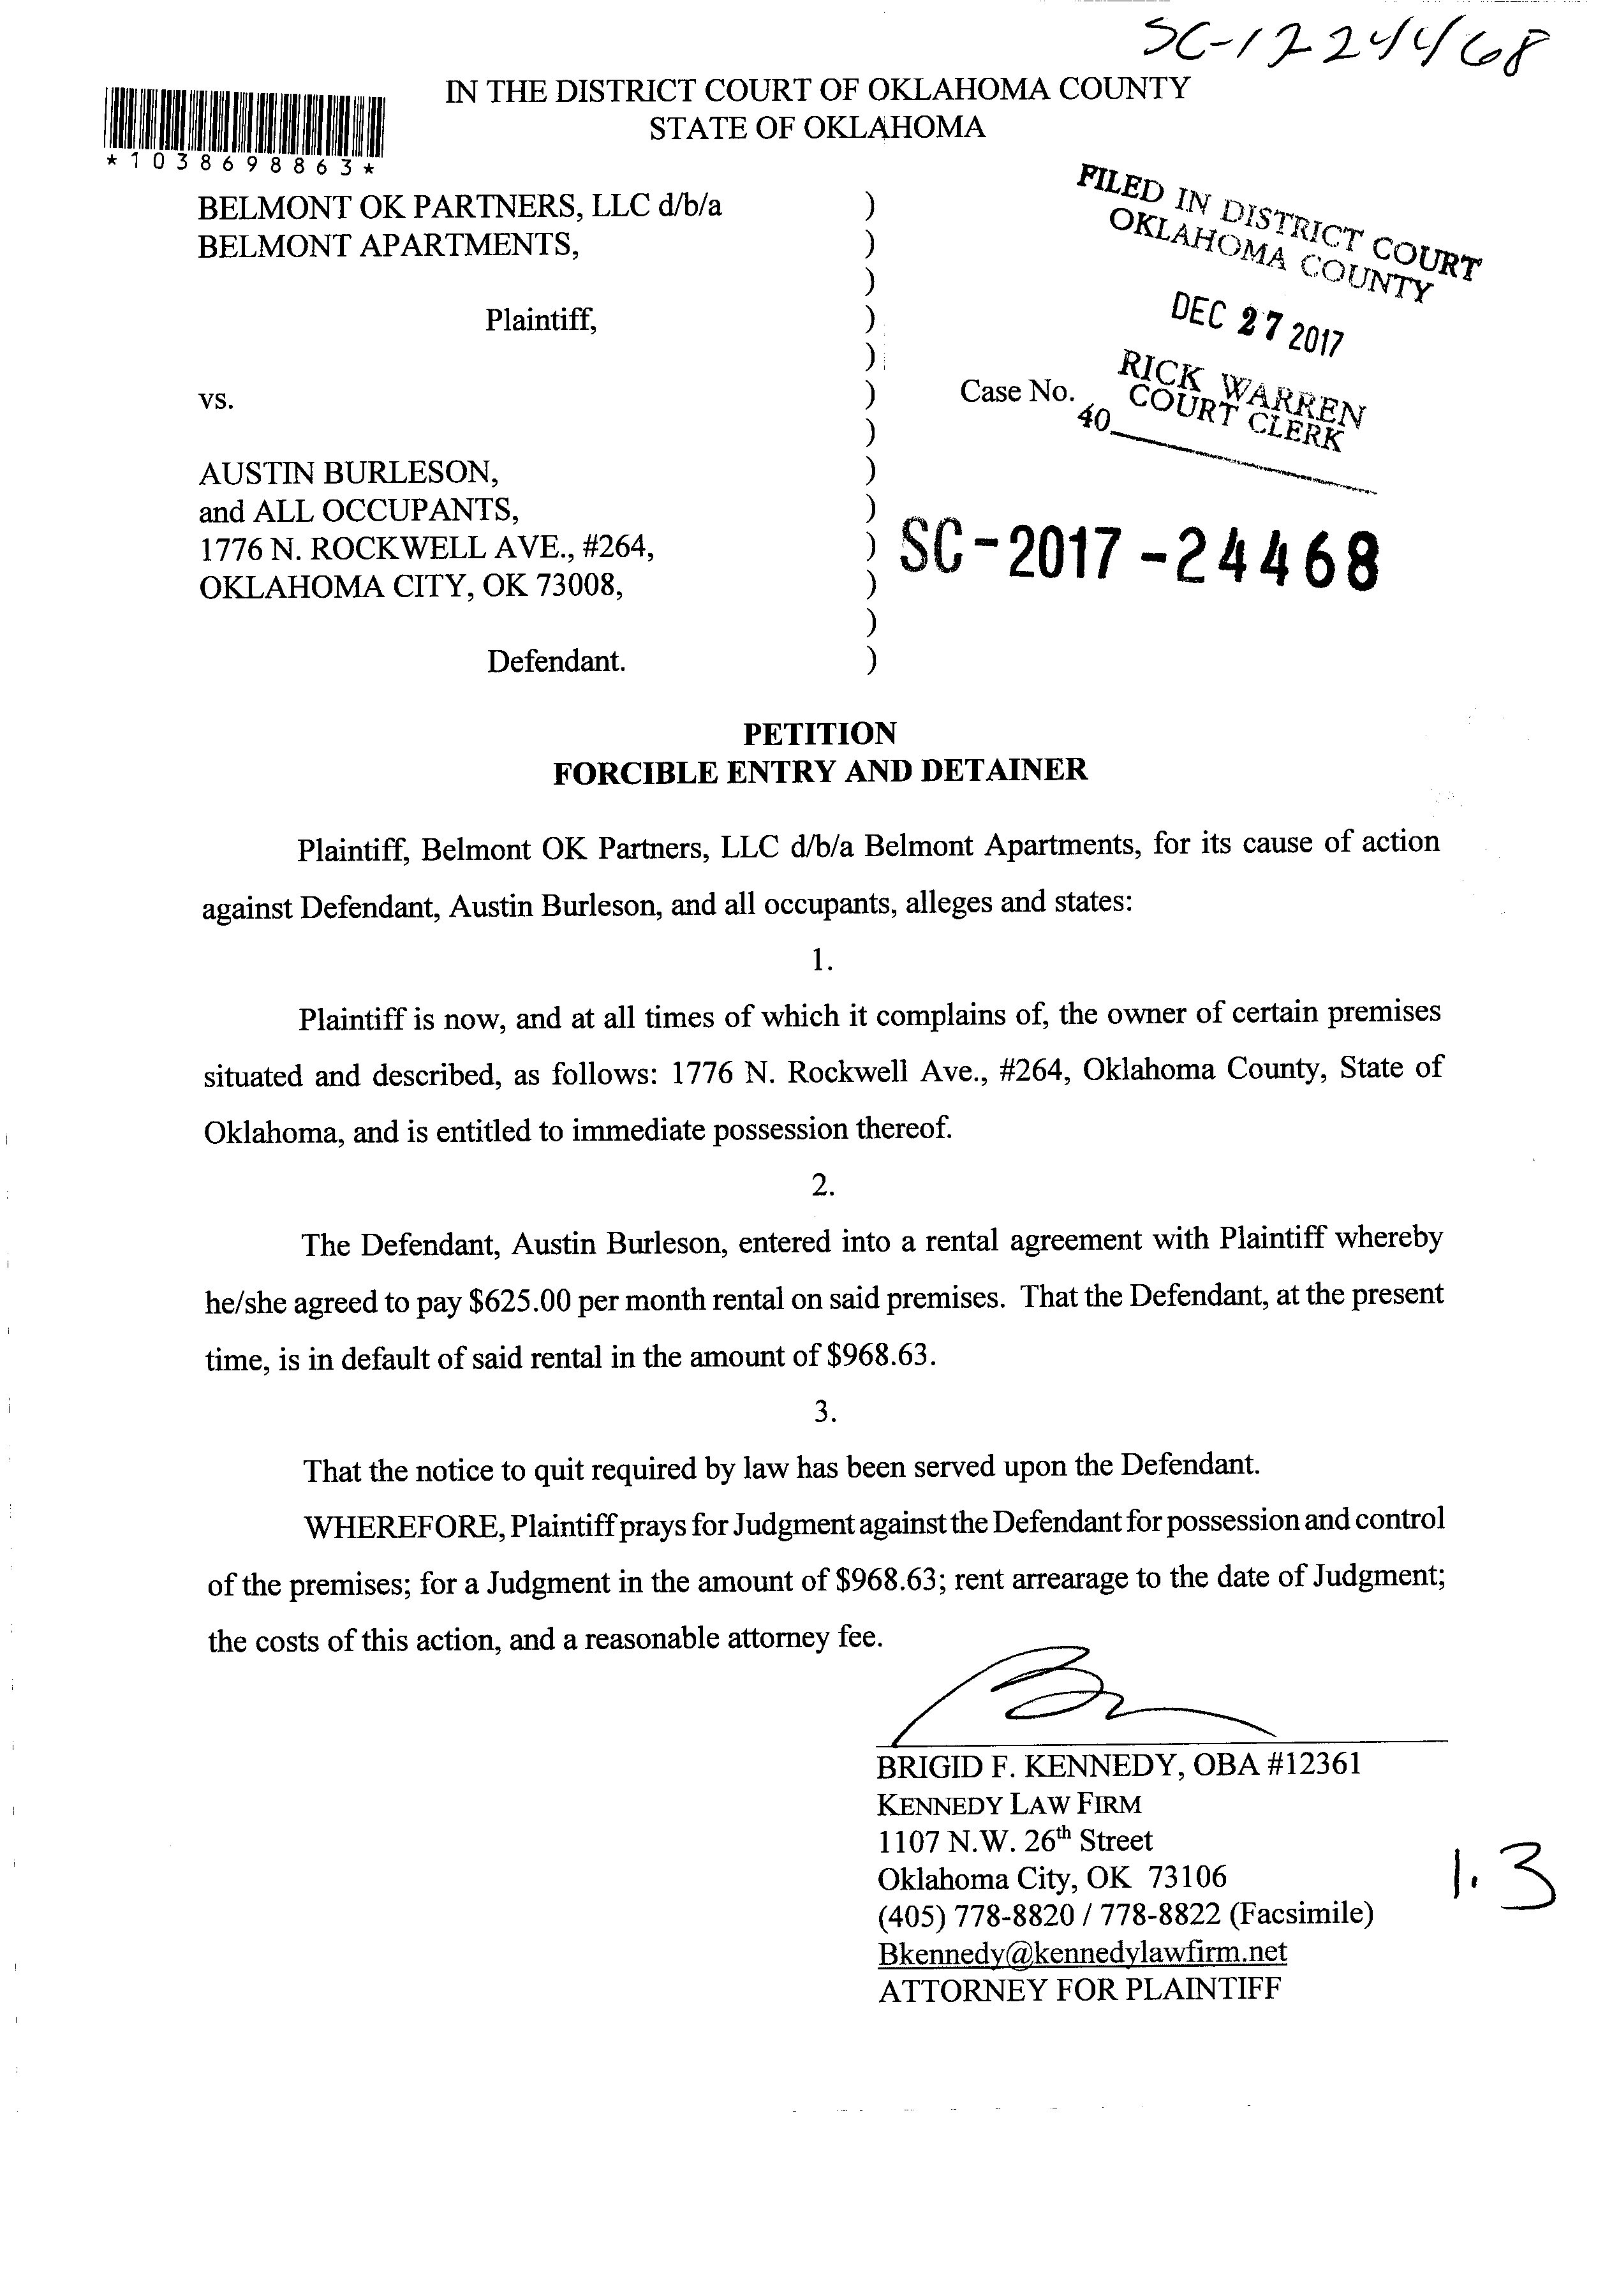 SC-17 24468
IN THE DISTRICT COURT OF OKLAHOMA COUNTY
STATE OF OKLAHOMA
*1038698863*
FILED IN DISTRICT COURT
OKLAHOMA COUNTY
DEC 27 2017
RICK WARREN
COURT CLERK
40
BELMONT OK PARTNERS, LLC d/b/a )
BELMONT APARTMENTS, )
)
Plaintiff, )
)
vs. ) Case No.
)
AUSTIN BURLESON, )
and ALL OCCUPANTS, )
1776 N. ROCKWELL AVE., #264, ) SC-2017-24468
OKLAHOMA CITY, OK 73008, )
)
Defendant. )
PETITION
FORCIBLE ENTRY AND DETAINER
Plaintiff, Belmont OK Partners, LLC d/b/a Belmont Apartments, for its cause of action
against Defendant, Austin Burleson, and all occupants, alleges and states:
1.
Plaintiff is now, and at all times of which it complains of, the owner of certain premises
situated and described, as follows: 1776 N. Rockwell Ave., #264, Oklahoma County, State of
Oklahoma, and is entitled to immediate possession thereof.
2.
The Defendant, Austin Burleson, entered into a rental agreement with Plaintiff whereby
he/she agreed to pay $625.00 per month rental on said premises. That the Defendant, at the present
time, is in default of said rental in the amount of $968.63.
3.
That the notice to quit required by law has been served upon the Defendant.
WHEREFORE, Plaintiff prays for Judgment against the Defendant for possession and control
of the premises; for a Judgment in the amount of $968.63; rent arrearage to the date of Judgment;
the costs of this action, and a reasonable attorney fee.
BRIGID F. KENNEDY, OBA #12361
KENNEDY LAW FIRM
1107 N.W. 26th Street
Oklahoma City, OK 73106
(405) 778-8820 / 778-8822 (Facsimile)
Bkennedy@kennedylawfirm.net
ATTORNEY FOR PLAINTIFF
1.3